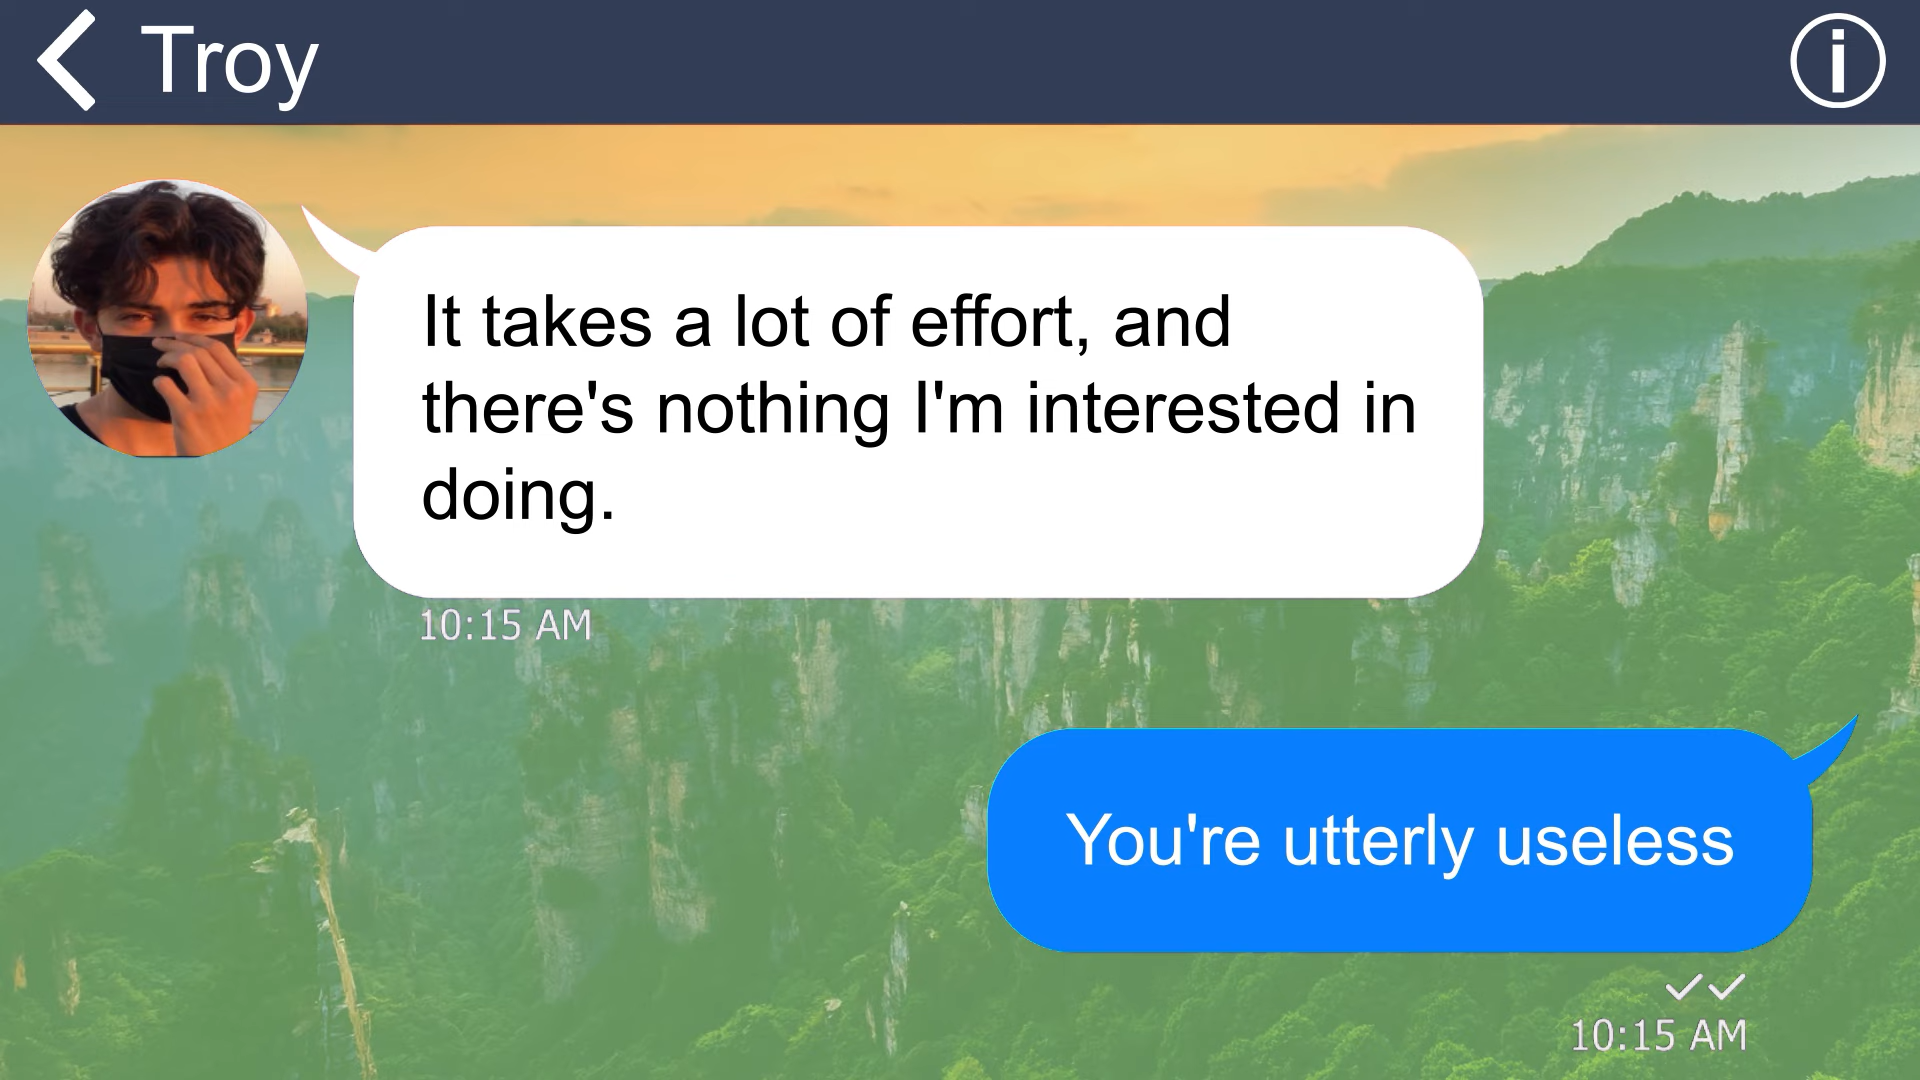 Troy
It takes a lot of effort, and
there's nothing I'm interested in
doing.
10:15 AM
You're utterly useless
10:15 AM